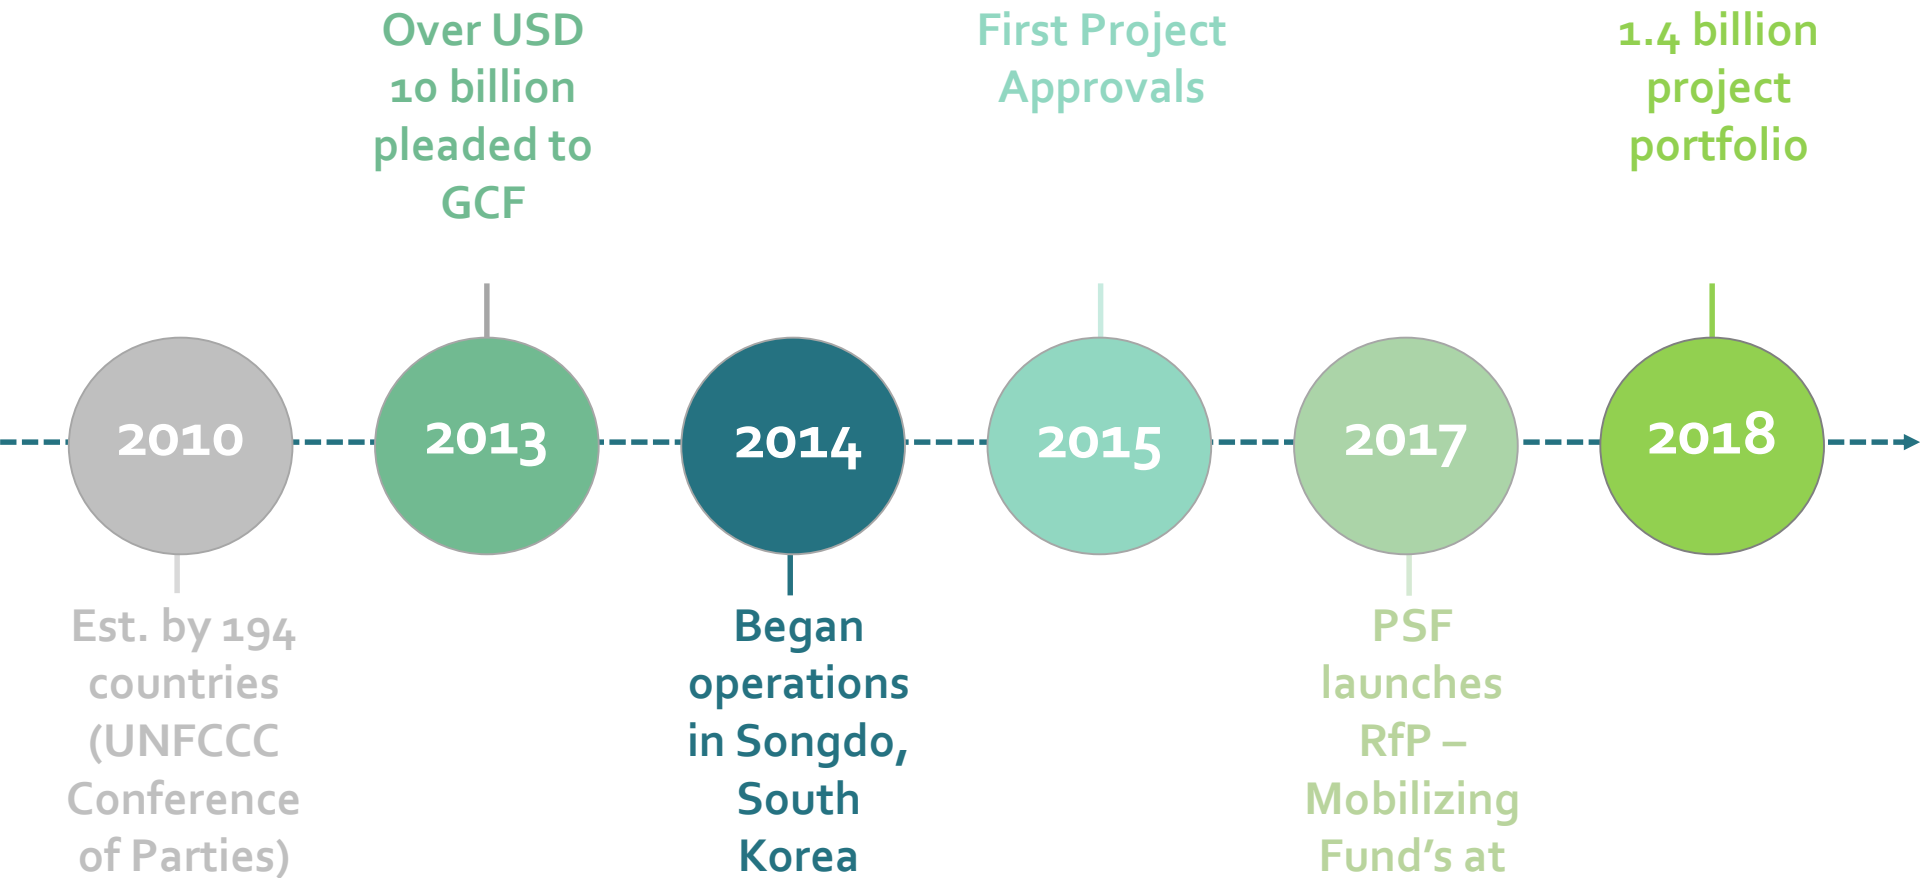 Over USD
10 billion
pleaded to
GCF
First Project
Approvals
1.4 billion
project
portfolio
2010
2013
2014
2015
2017
2018
Est. by 194
countries
(UNFCCC
Conference
of Parties)
Began
operations
in Songdo,
South
Korea
PSF
launches
RfP –
Mobilizing
Fund's at